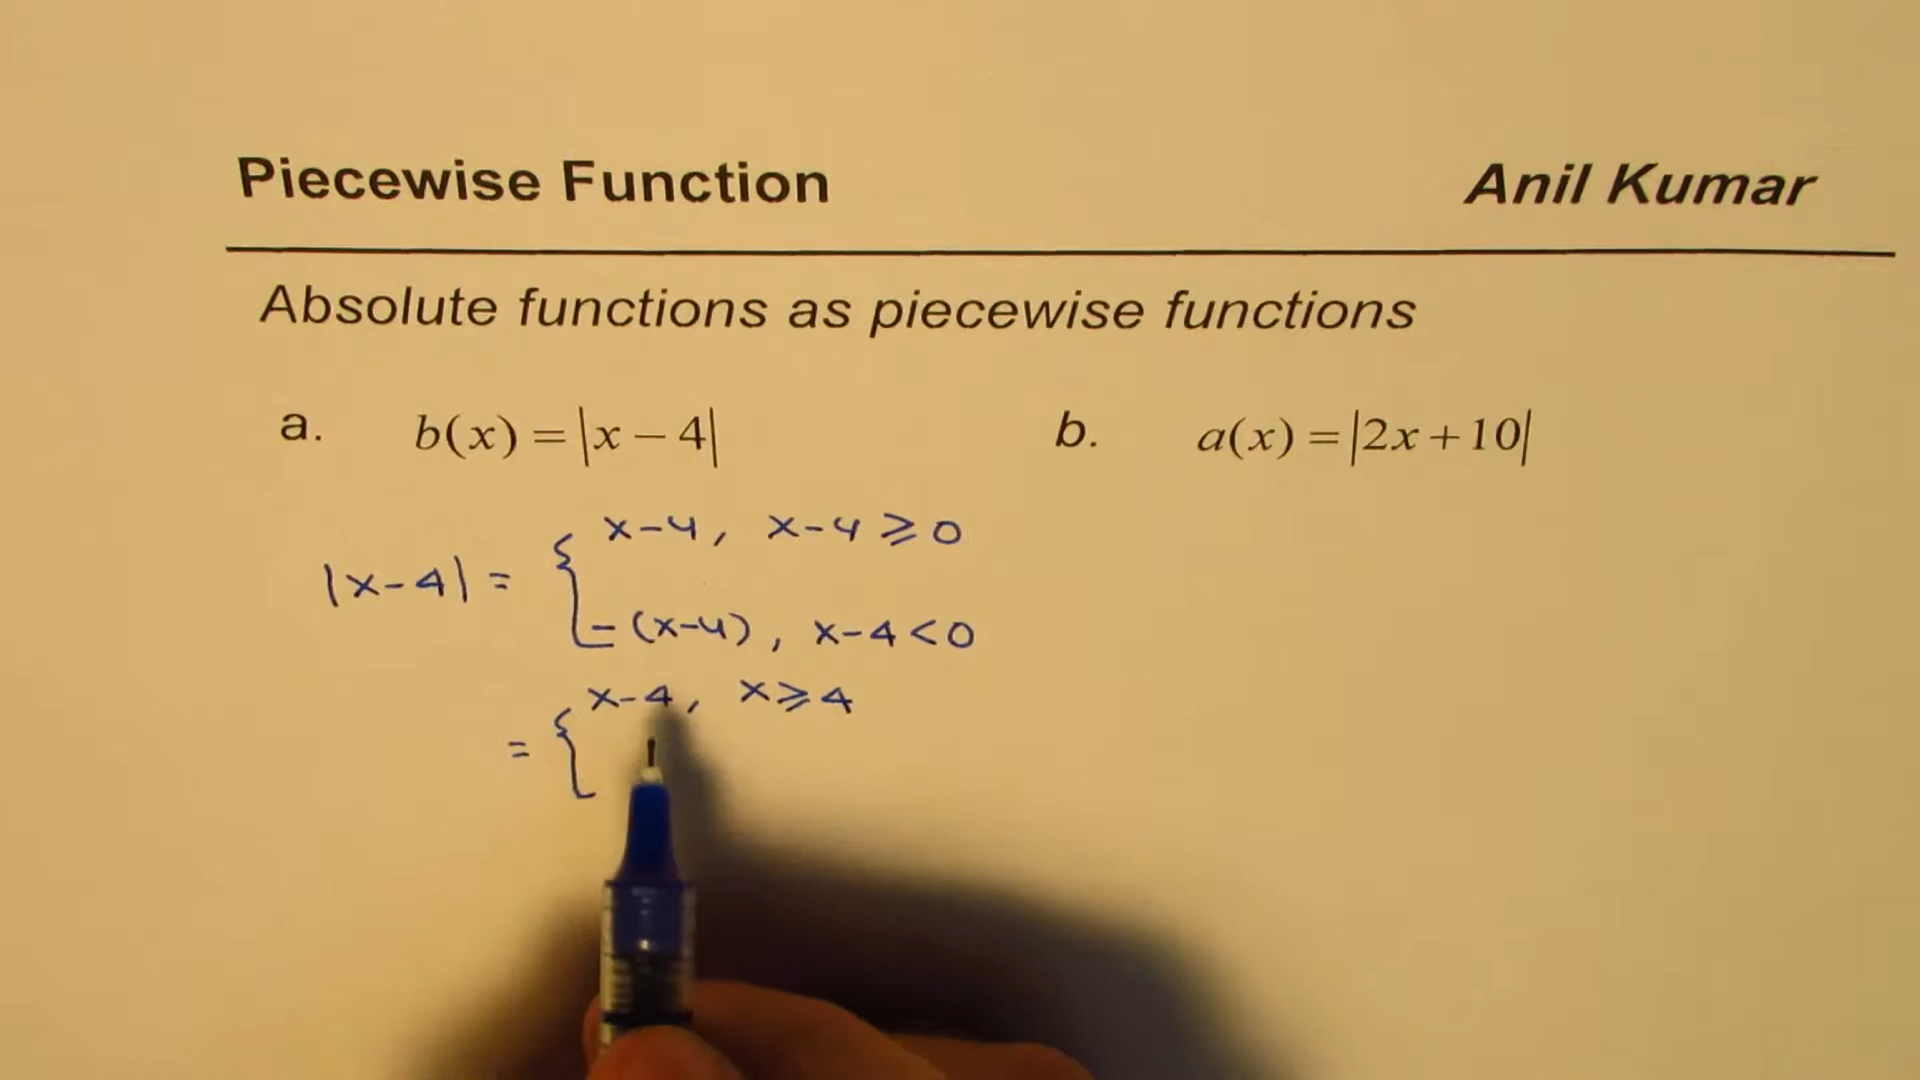 Piecewise Function Anil Kumar
Absolute functions as piecewise functions
a. b(x) = |x − 4| b. a(x) = |2x + 10|
x-4, x-4 ⩾ 0
|x-4| = {
-(x-4), x-4 < 0
x-4, x ⩾ 4
= {